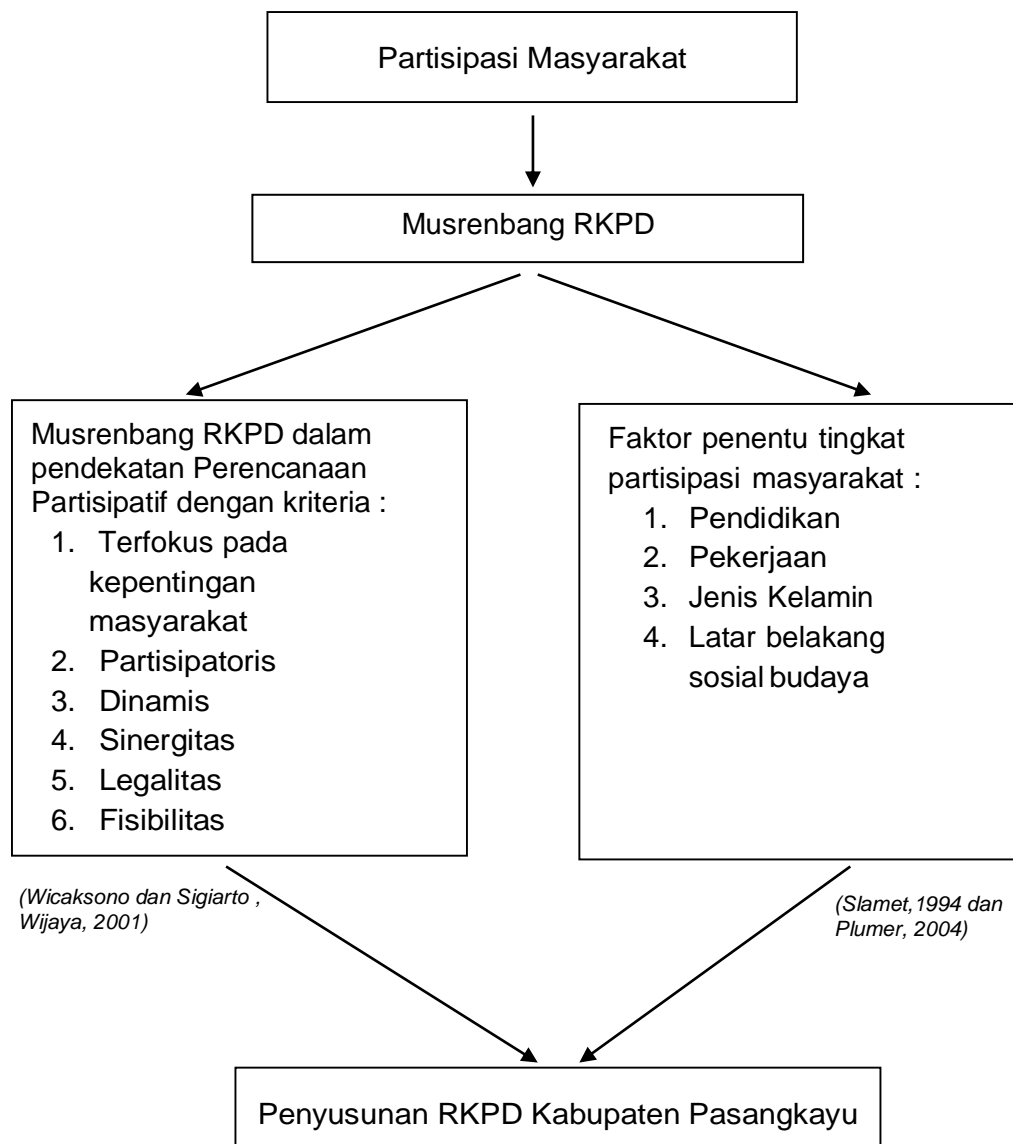 Partisipasi Masyarakat
Musrenbang RKPD
Musrenbang RKPD dalam
pendekatan Perencanaan
Partisipatif dengan kriteria :
1. Terfokus pada
kepentingan
masyarakat
2. Partisipatoris
3. Dinamis
4. Sinergitas
5. Legalitas
6. Fisibilitas
(Wicaksono dan Sigiarto ,
Wijaya, 2001)
Faktor penentu tingkat
partisipasi masyarakat :
1. Pendidikan
2. Pekerjaan
3. Jenis Kelamin
4. Latar belakang
sosial budaya
(Slamet,1994 dan
Plumer, 2004)
Penyusunan RKPD Kabupaten Pasangkayu